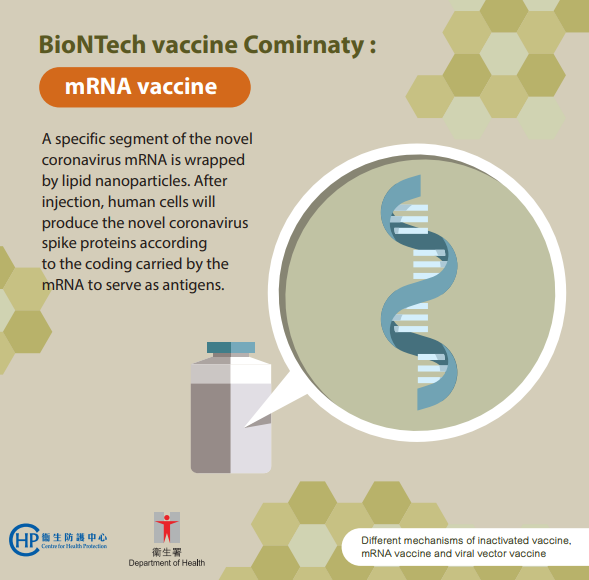 BioNTech vaccine Comirnaty :
mRNA vaccine
A specific segment of the novel
coronavirus mRNA is wrapped
by lipid nanoparticles. After
injection, human cells will
produce the novel coronavirus
spike proteins according
to the coding carried by the
mRNA to serve as antigens.
CHP 衞生防護中心
Centre for Health Protection
衞生署
Department of Health
Different mechanisms of inactivated vaccine,
mRNA vaccine and viral vector vaccine